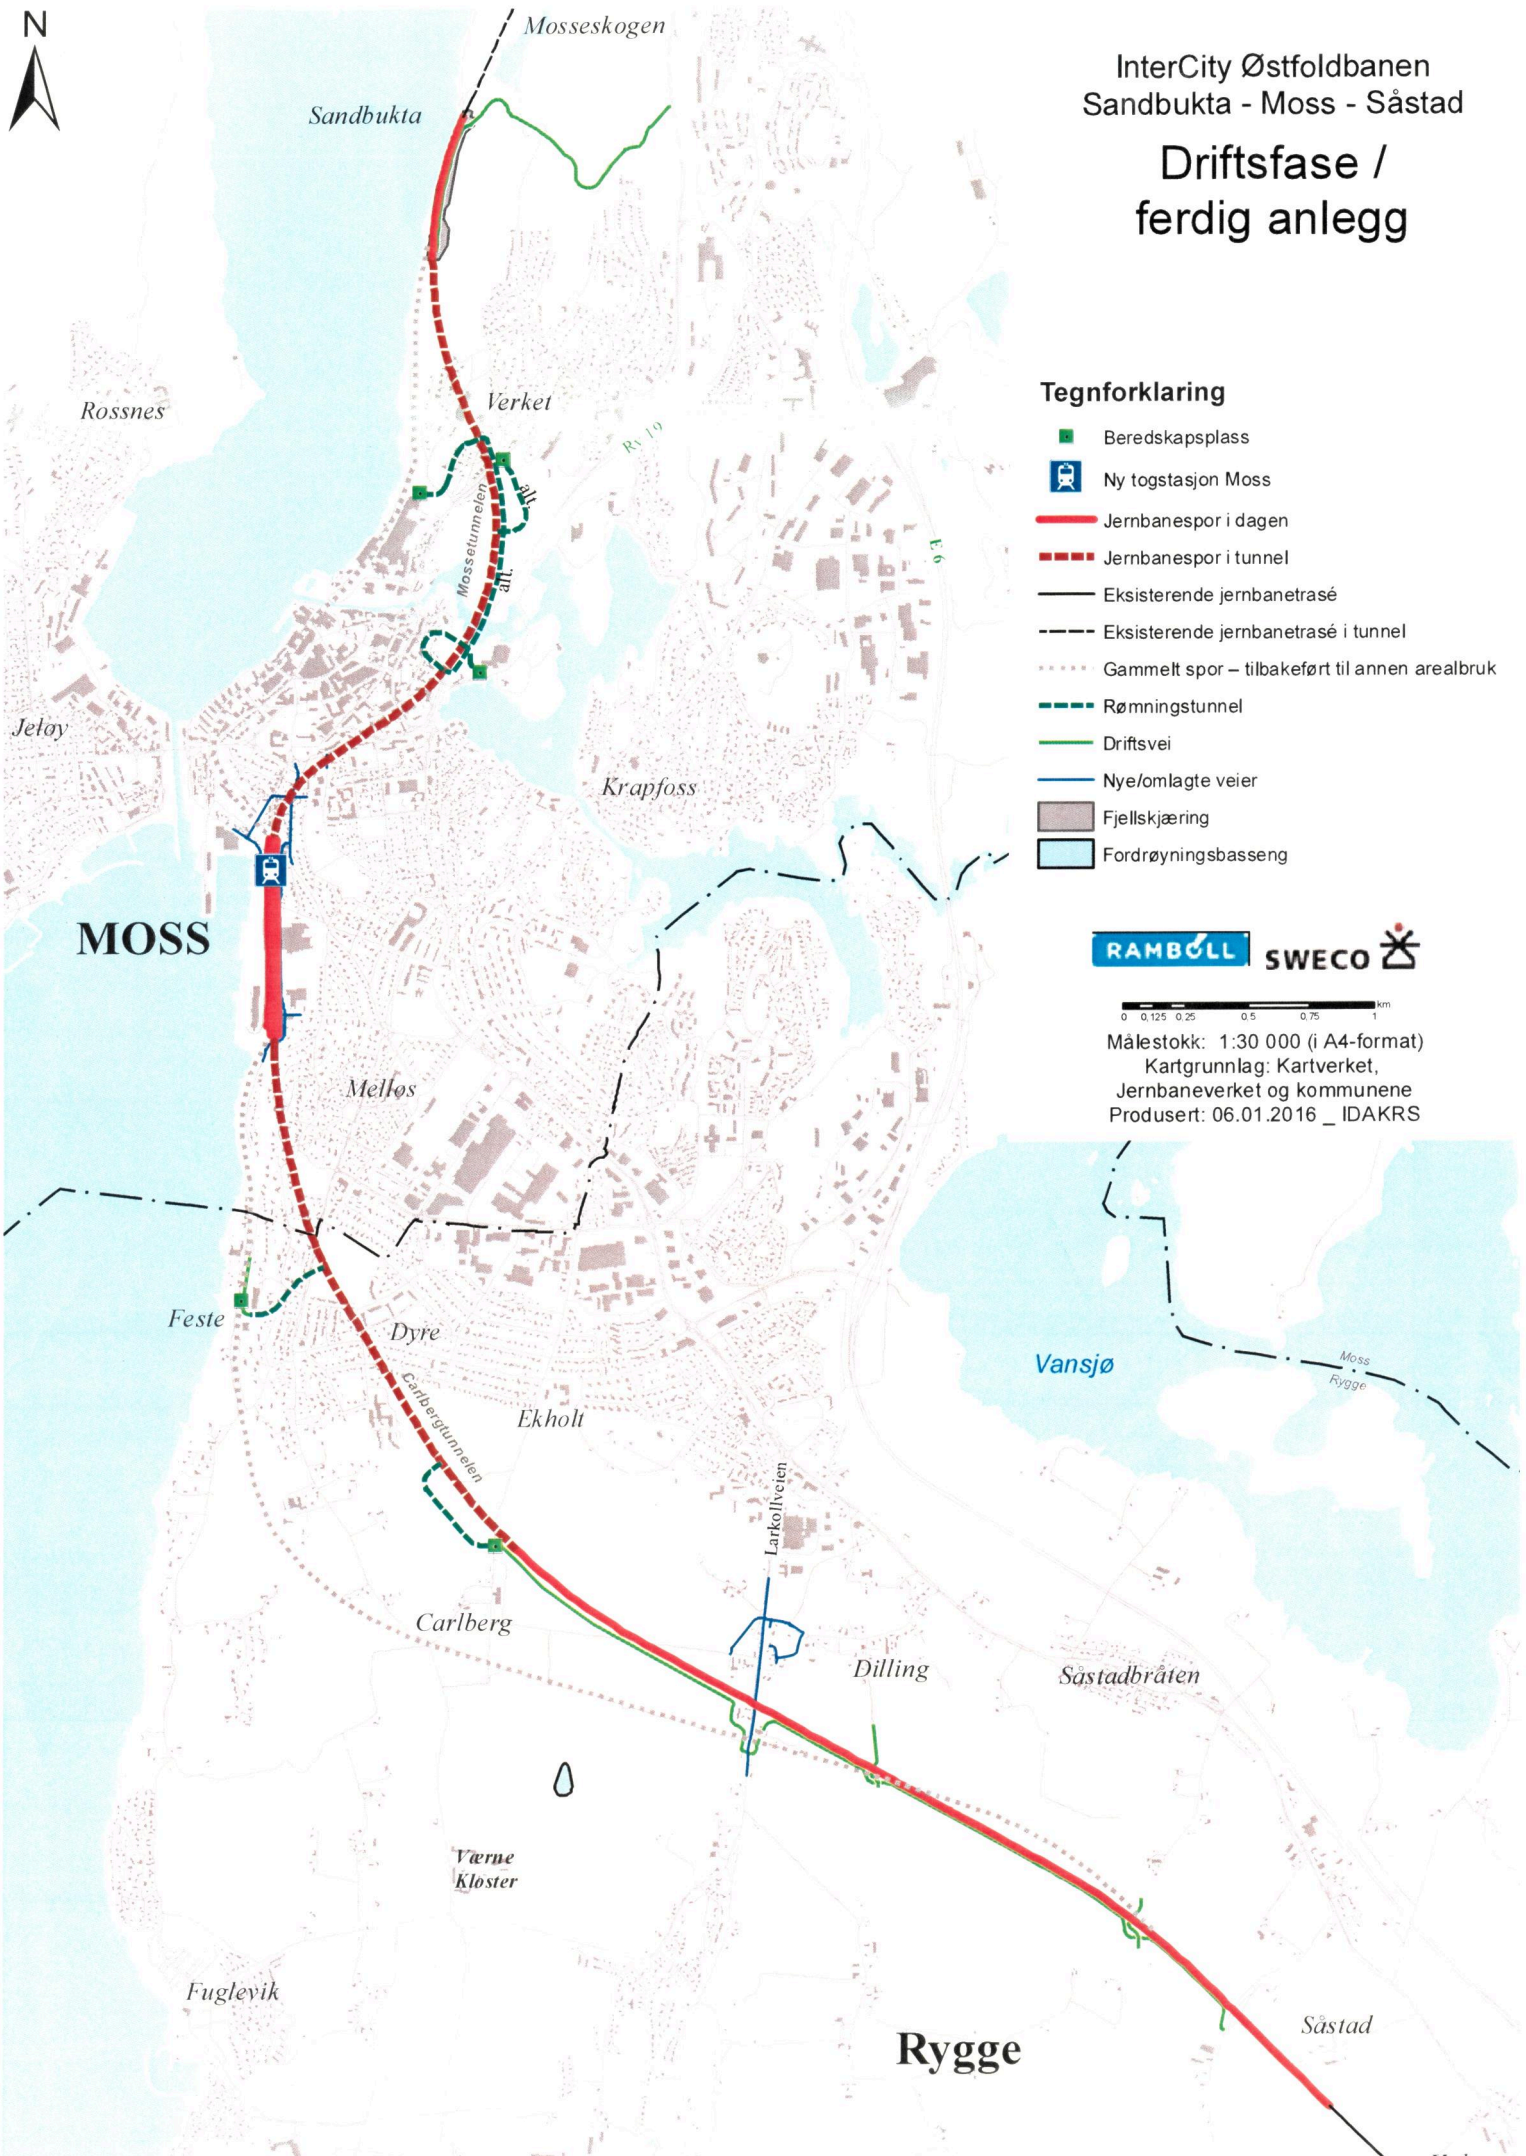 N
Mosseskogen
InterCity Østfoldbanen
Sandbukta - Moss - Såstad
Driftsfase /
ferdig anlegg
Sandbukta
Rossnes
Verket
Rv 19
alt.
Mossetunnelen
alt.
E 6
Tegnforklaring
Beredskapsplass
Ny togstasjon Moss
Jernbanespor i dagen
Jernbanespor i tunnel
Eksisterende jernbanetrasé
Eksisterende jernbanetrasé i tunnel
Gammelt spor – tilbakeført til annen arealbruk
Rømningstunnel
Driftsvei
Nye/omlagte veier
Fjellskjæring
Fordrøyningsbasseng
Jeløy
Krapfoss
MOSS
RAMBOLL
SWECO
km
0 0,125 0,25 0,5 0,75 1
Målestokk: 1:30 000 (i A4-format)
Kartgrunnlag: Kartverket,
Jernbaneverket og kommunene
Produsert: 06.01.2016 _ IDAKRS
Melløs
Feste
Dyre
Vansjø
Moss
Rygge
Carlbergtunnelen
Ekholt
Larkollveien
Carlberg
Dilling
Såstadbråten
Værne
Kloster
Fuglevik
Såstad
Rygge